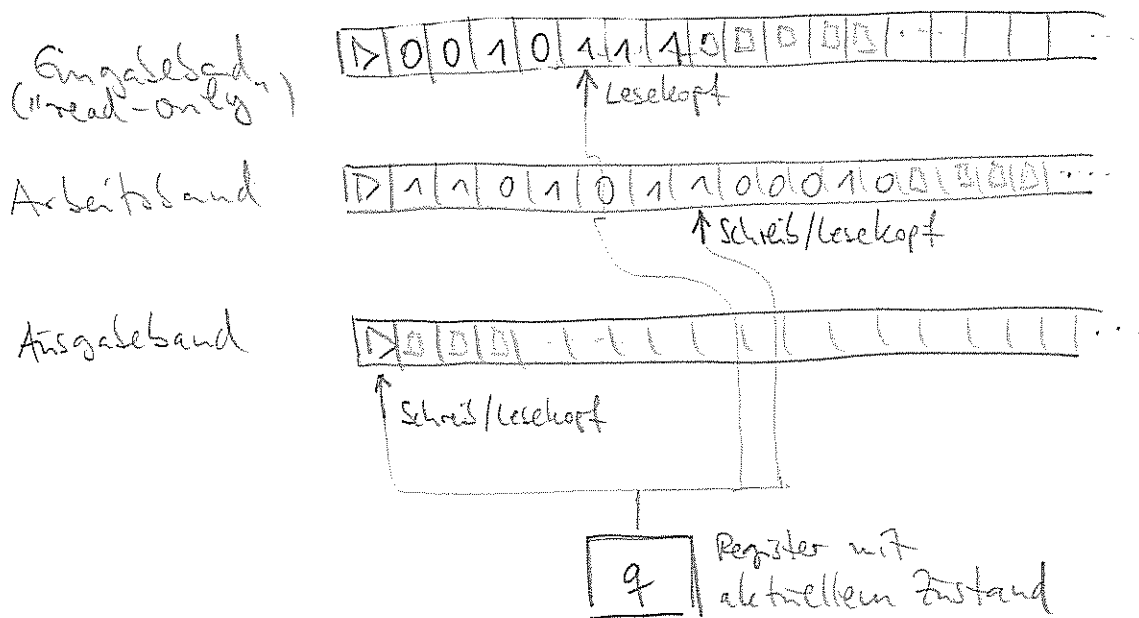 Eingabeband ▷ 0 0 1 0 1 1 1 □ □ □ □ □ ... ...
("read-only") Lesekopf
Arbeitsband ▷ 1 1 0 1 0 1 1 0 0 0 1 0 □ □ □ □ ....
Schreib/Lesekopf
Ausgabeband ▷ □ □ □ ...
Schreib/Lesekopf
q Register mit
aktuellem Zustand